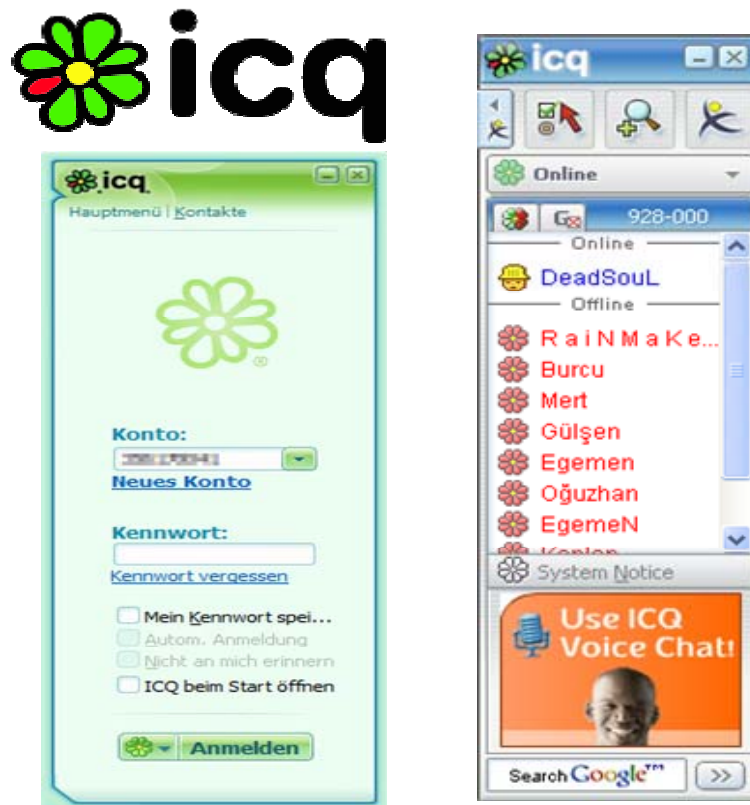 icq
icq
Hauptmenü | Kontakte
Konto:
Neues Konto
Kennwort:
Kennwort vergessen
Mein Kennwort spei...
Autom. Anmeldung
Nicht an mich erinnern
ICQ beim Start öffnen
Anmelden
icq
Online
928-000
Online
DeadSouL
Offline
R a i N M a K e...
Burcu
Mert
Gülşen
Egemen
Oğuzhan
EgemeN
System Notice
Use ICQ
Voice Chat!
Search Google™ >>